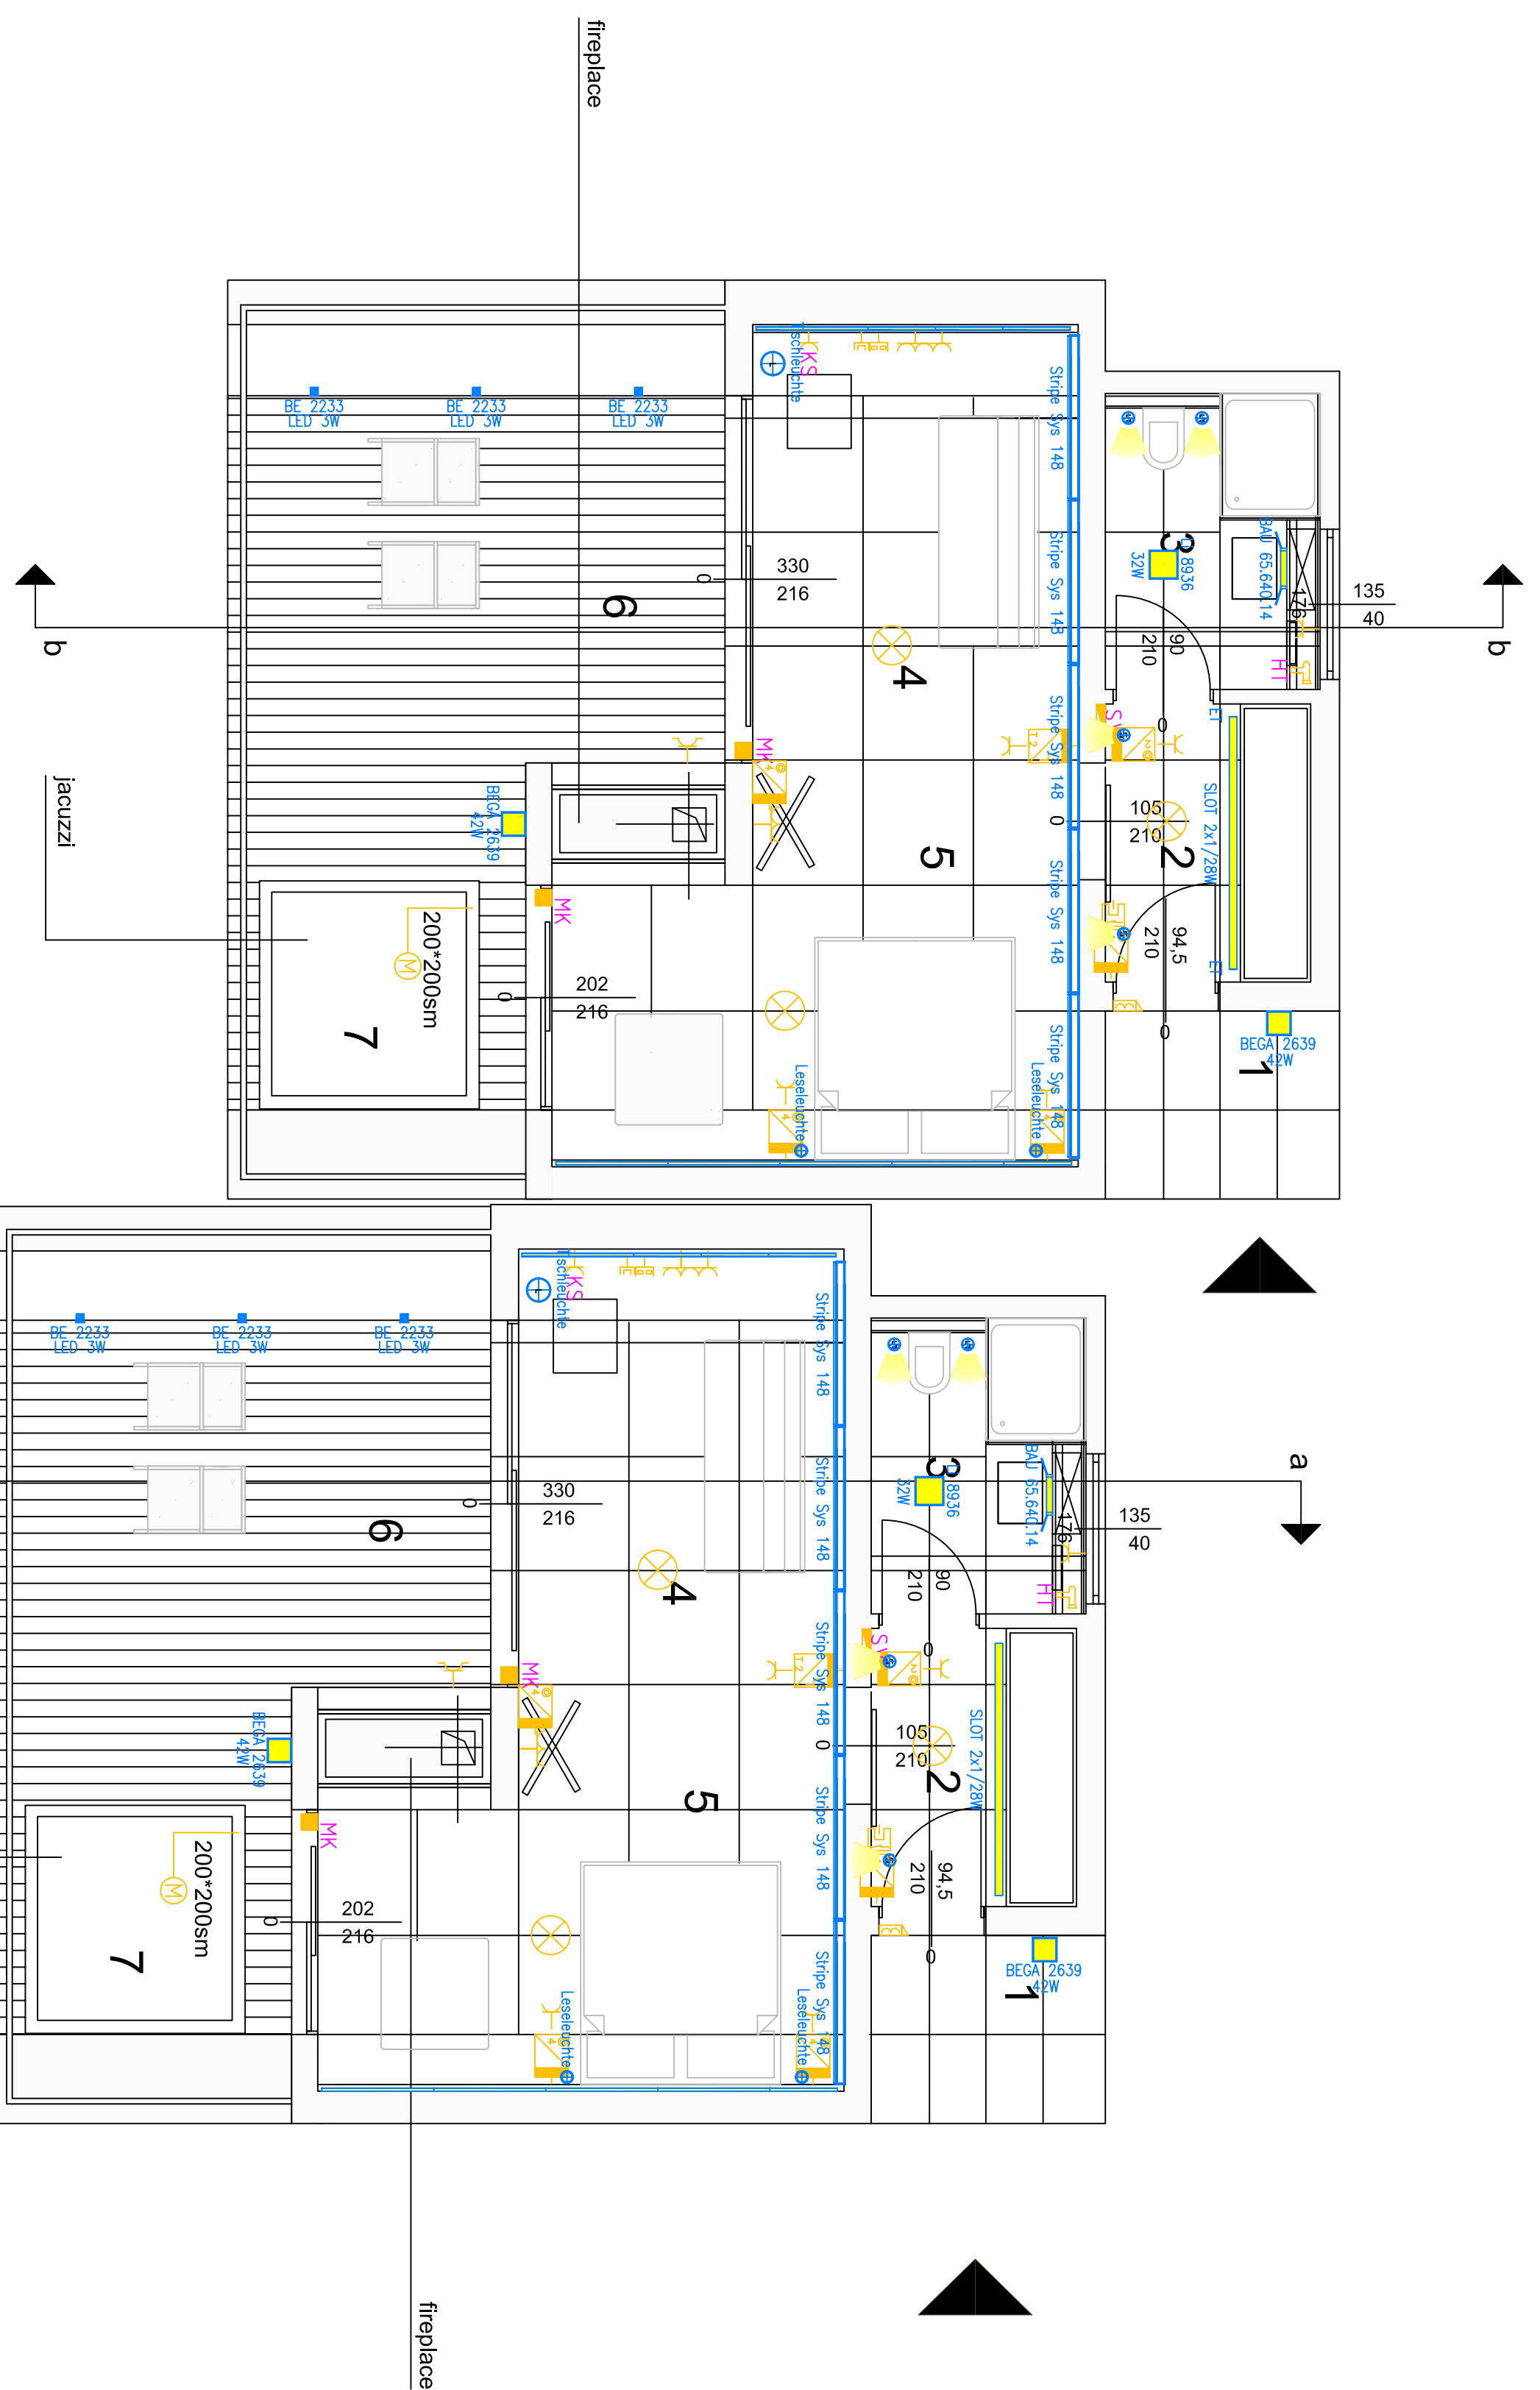 fireplace
b
b
BE 2233
LED 3W
BE 2233
LED 3W
BE 2233
LED 3W
Tischleuchte
KS
Stripe Sys 148
Stripe Sys 148
Stripe Sys 148
Stripe Sys 148
Stripe Sys 148
3
8936
32W
BAU 65.640.14
176
135
40
HT
90
210
0
330
216
0
6
4
MK
5
T2
2
105
210
0
ET
SLOT 2x1/28W
ET
94,5
210
0
BEGA 2639
42W
1
BEGA 2639
42W
MK
202
216
0
200*200sm
M
7
jacuzzi
Leseleuchte
Leseleuchte
a
BE 2233
LED 3W
BE 2233
LED 3W
BE 2233
LED 3W
Tischleuchte
KS
Stripe Sys 148
Stripe Sys 148
Stripe Sys 148
Stripe Sys 148
Stripe Sys 148
3
8936
32W
BAU 65.640.14
176
135
40
HT
90
210
0
330
216
0
6
4
MK
5
T2
2
105
210
0
SLOT 2x1/28W
94,5
210
0
BEGA 2639
42W
1
BEGA 2639
42W
MK
202
216
0
200*200sm
M
7
Leseleuchte
Leseleuchte
fireplace